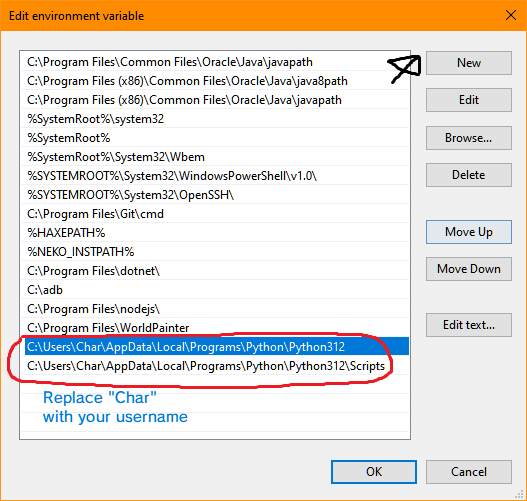 Edit environment variable
C:\Program Files\Common Files\Oracle\Java\javapath
New
C:\Program Files (x86)\Common Files\Oracle\Java\java8path
C:\Program Files (x86)\Common Files\Oracle\Java\javapath
Edit
%SystemRoot%\system32
%SystemRoot%
Browse...
%SystemRoot%\System32\Wbem
%SYSTEMROOT%\System32\WindowsPowerShell\v1.0\
Delete
%SYSTEMROOT%\System32\OpenSSH\
C:\Program Files\Git\cmd
%HAXEPATH%
Move Up
%NEKO_INSTPATH%
C:\Program Files\dotnet\
Move Down
C:\adb
C:\Program Files\nodejs\
C:\Program Files\WorldPainter
Edit text...
C:\Users\Char\AppData\Local\Programs\Python\Python312
C:\Users\Char\AppData\Local\Programs\Python\Python312\Scripts
Replace "Char"
with your username
OK
Cancel